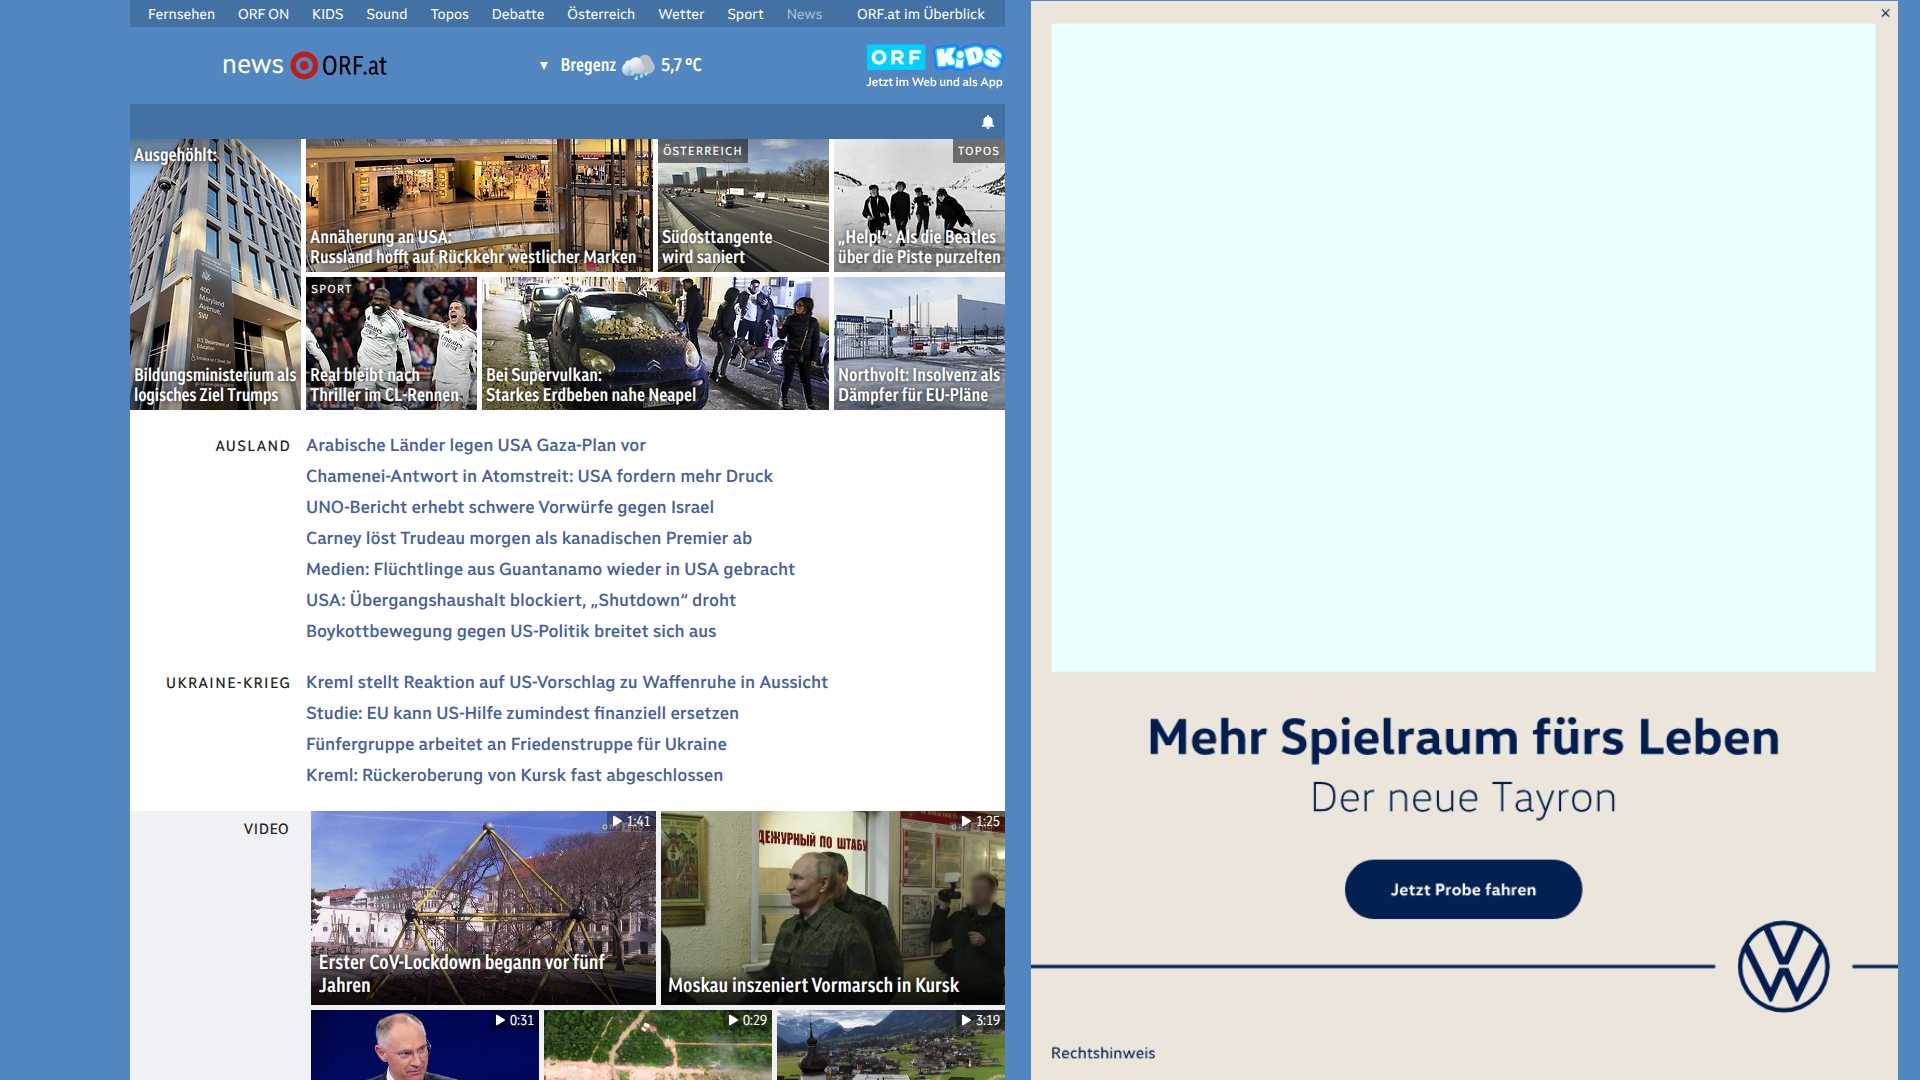 Fernsehen ORF ON KIDS Sound Topos Debatte Österreich Wetter Sport News ORF.at im Überblick
news ORF.at
▼ Bregenz 5,7 °C
ORF KiDS
Jetzt im Web und als App
Ausgehöhlt:
400
Maryland
Avenue,
SW
U.S. Department of
Education
Bildungsministerium als
logisches Ziel Trumps
Annäherung an USA:
Russland hofft auf Rückkehr westlicher Marken
ÖSTERREICH
Südosttangente
wird saniert
TOPOS
„Help!“: Als die Beatles
über die Piste purzelten
SPORT
Real bleibt nach
Thriller im CL-Rennen
Bei Supervulkan:
Starkes Erdbeben nahe Neapel
Northvolt: Insolvenz als
Dämpfer für EU-Pläne
AUSLAND
Arabische Länder legen USA Gaza-Plan vor
Chamenei-Antwort in Atomstreit: USA fordern mehr Druck
UNO-Bericht erhebt schwere Vorwürfe gegen Israel
Carney löst Trudeau morgen als kanadischen Premier ab
Medien: Flüchtlinge aus Guantanamo wieder in USA gebracht
USA: Übergangshaushalt blockiert, „Shutdown“ droht
Boykottbewegung gegen US-Politik breitet sich aus
UKRAINE-KRIEG
Kreml stellt Reaktion auf US-Vorschlag zu Waffenruhe in Aussicht
Studie: EU kann US-Hilfe zumindest finanziell ersetzen
Fünfergruppe arbeitet an Friedenstruppe für Ukraine
Kreml: Rückeroberung von Kursk fast abgeschlossen
VIDEO
1:41
Erster CoV-Lockdown begann vor fünf
Jahren
1:25
ДЕЖУРНЫЙ ПО ШТАБУ
Moskau inszeniert Vormarsch in Kursk
0:31
0:29
3:19
×
Mehr Spielraum fürs Leben
Der neue Tayron
Jetzt Probe fahren
Rechtshinweis